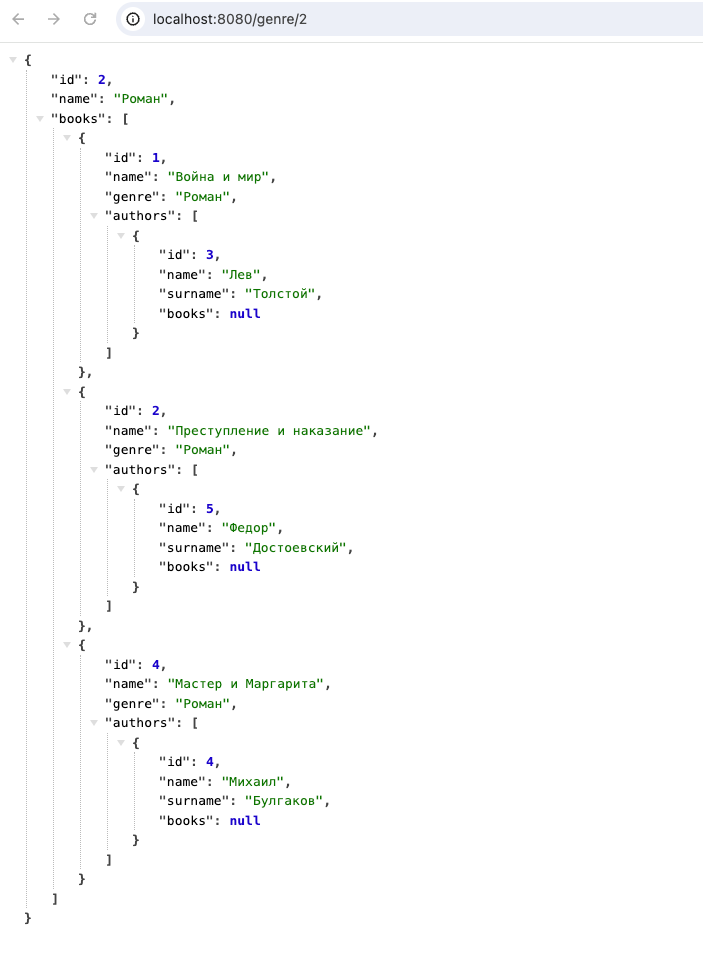 localhost:8080/genre/2
{
"id": 2,
"name": "Роман",
"books": [
{
"id": 1,
"name": "Война и мир",
"genre": "Роман",
"authors": [
{
"id": 3,
"name": "Лев",
"surname": "Толстой",
"books": null
}
]
},
{
"id": 2,
"name": "Преступление и наказание",
"genre": "Роман",
"authors": [
{
"id": 5,
"name": "Федор",
"surname": "Достоевский",
"books": null
}
]
},
{
"id": 4,
"name": "Мастер и Маргарита",
"genre": "Роман",
"authors": [
{
"id": 4,
"name": "Михаил",
"surname": "Булгаков",
"books": null
}
]
}
]
}